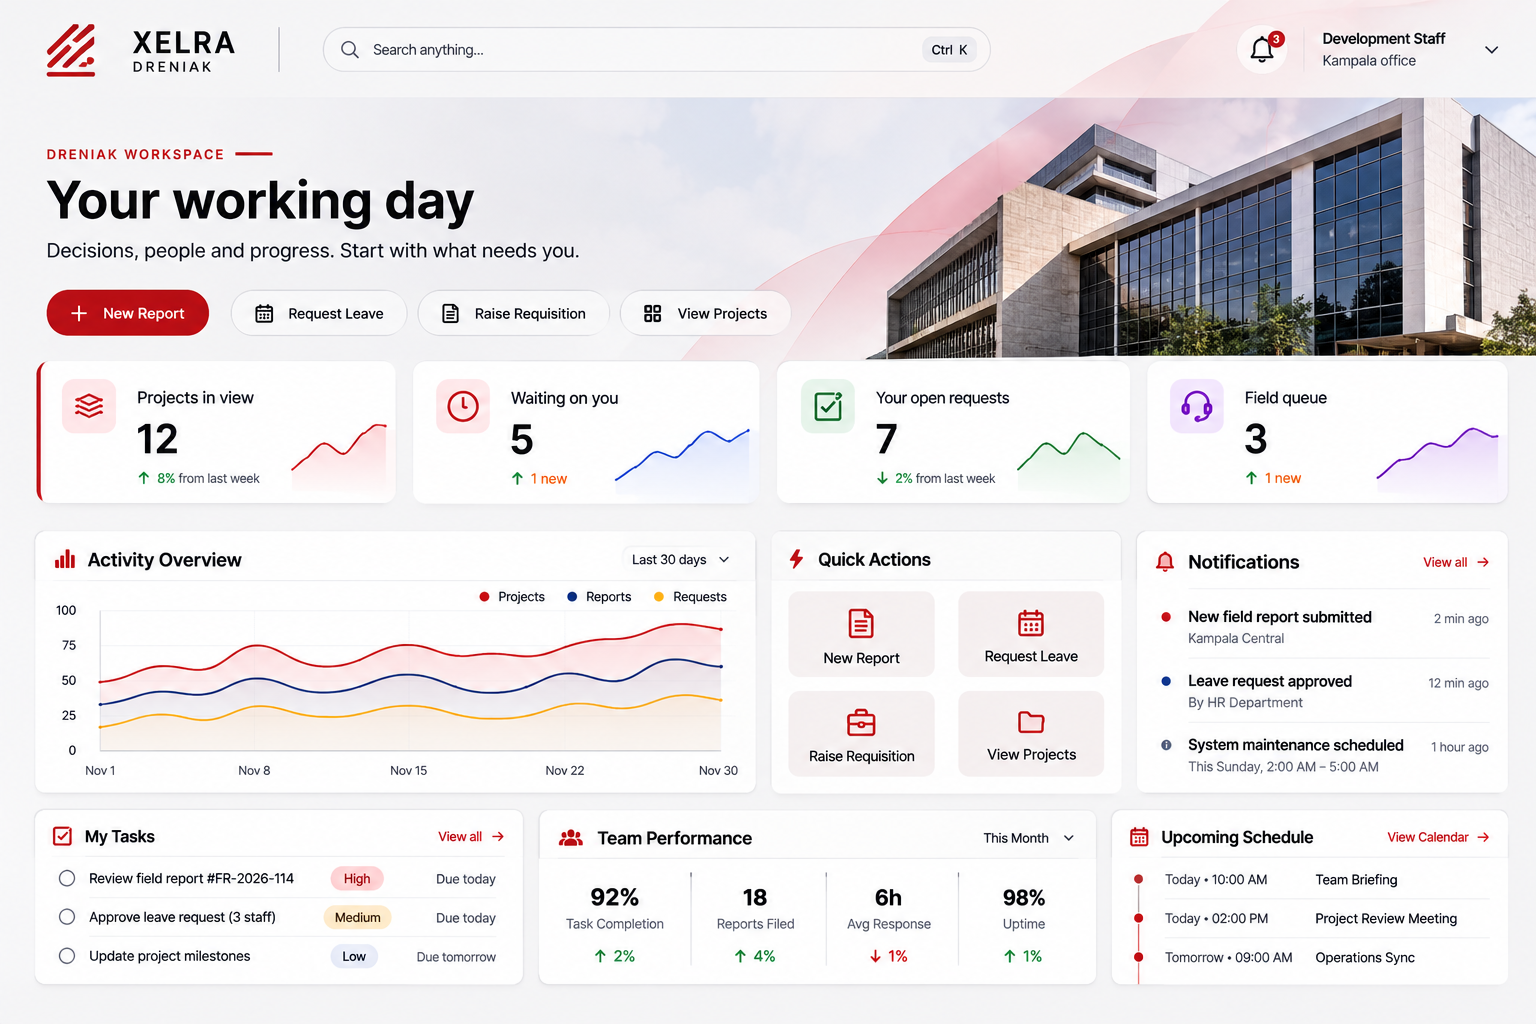 XELRA
DRENIAK
Search anything...
Ctrl K
3
Development Staff
Kampala office
DRENIAK WORKSPACE
Your working day
Decisions, people and progress. Start with what needs you.
New Report
Request Leave
Raise Requisition
View Projects
Projects in view
12
↑ 8% from last week
Waiting on you
5
↑ 1 new
Your open requests
7
↓ 2% from last week
Field queue
3
↑ 1 new
Activity Overview
Last 30 days
Projects
Reports
Requests
100
75
50
25
0
Nov 1
Nov 8
Nov 15
Nov 22
Nov 30
Quick Actions
New Report
Request Leave
Raise Requisition
View Projects
Notifications
View all →
New field report submitted
2 min ago
Kampala Central
Leave request approved
12 min ago
By HR Department
System maintenance scheduled
1 hour ago
This Sunday, 2:00 AM – 5:00 AM
My Tasks
View all →
Review field report #FR-2026-114
High
Due today
Approve leave request (3 staff)
Medium
Due today
Update project milestones
Low
Due tomorrow
Team Performance
This Month
92%
Task Completion
↑ 2%
18
Reports Filed
↑ 4%
6h
Avg Response
↓ 1%
98%
Uptime
↑ 1%
Upcoming Schedule
View Calendar →
Today • 10:00 AM
Team Briefing
Today • 02:00 PM
Project Review Meeting
Tomorrow • 09:00 AM
Operations Sync